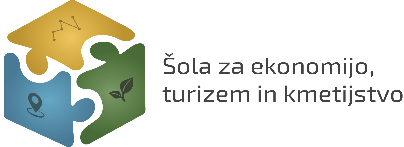 Šola za ekonomijo,
turizem in kmetijstvo